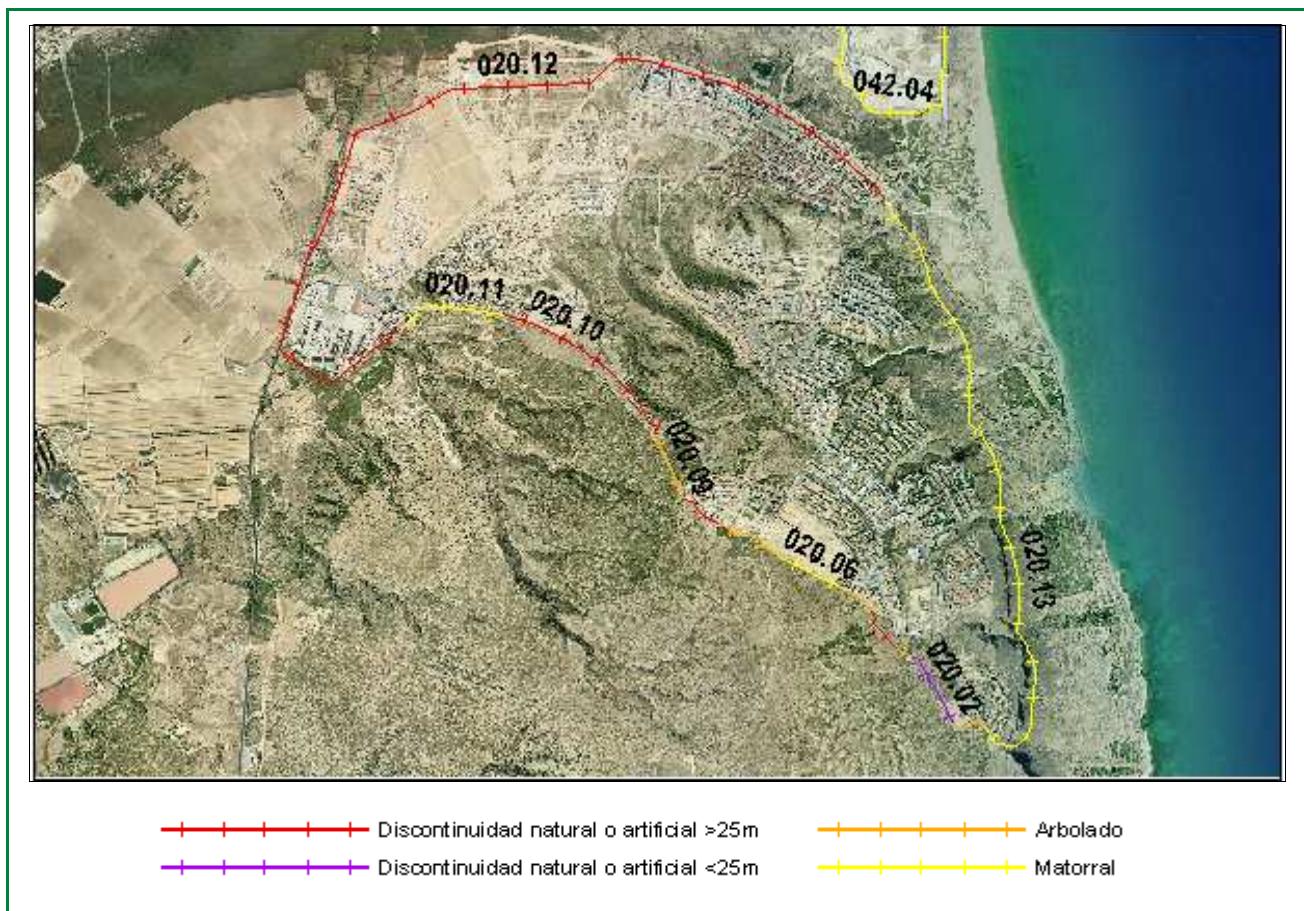 020.12
042.04
020.11
020.10
020.09
020.06
020.13
020.02
Discontinuidad natural o artificial >25m
Arbolado
Discontinuidad natural o artificial <25m
Matorral